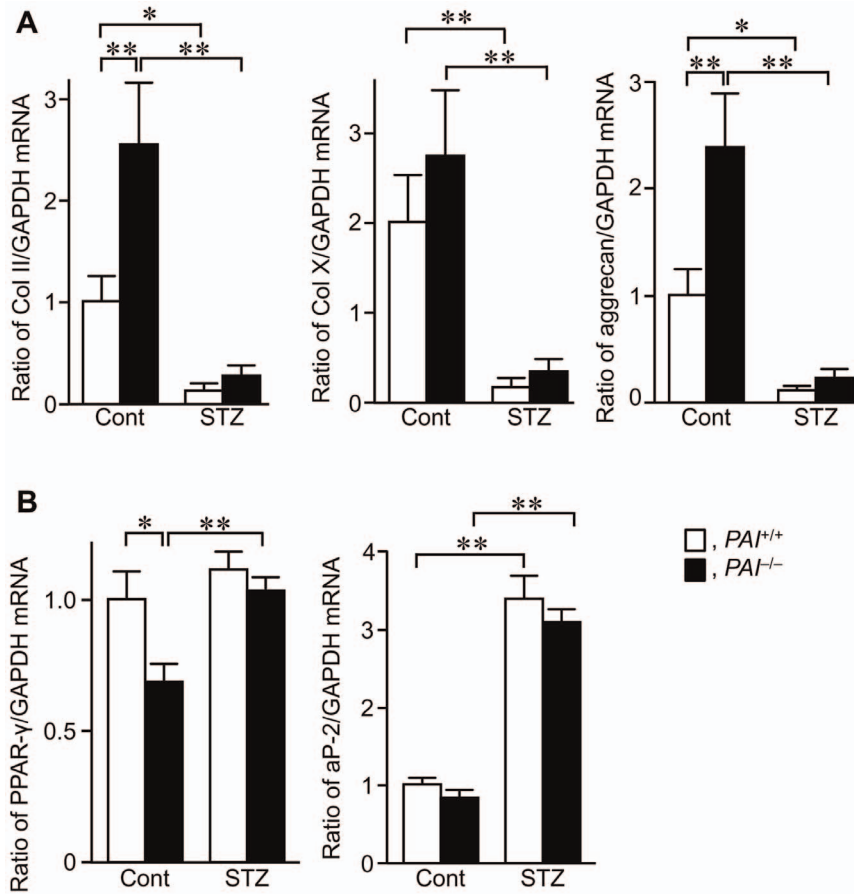 A
* ** **
Ratio of Col II/GAPDH mRNA
3
2
1
0
Cont STZ
** **
Ratio of Col X/GAPDH mRNA
3
2
1
0
Cont STZ
* ** **
Ratio of aggrecan/GAPDH mRNA
3
2
1
0
Cont STZ
B
* **
Ratio of PPAR-γ/GAPDH mRNA
1.0
0.5
0
Cont STZ
** **
Ratio of aP-2/GAPDH mRNA
4
3
2
1
0
Cont STZ
, PAI+/+
, PAI–/–